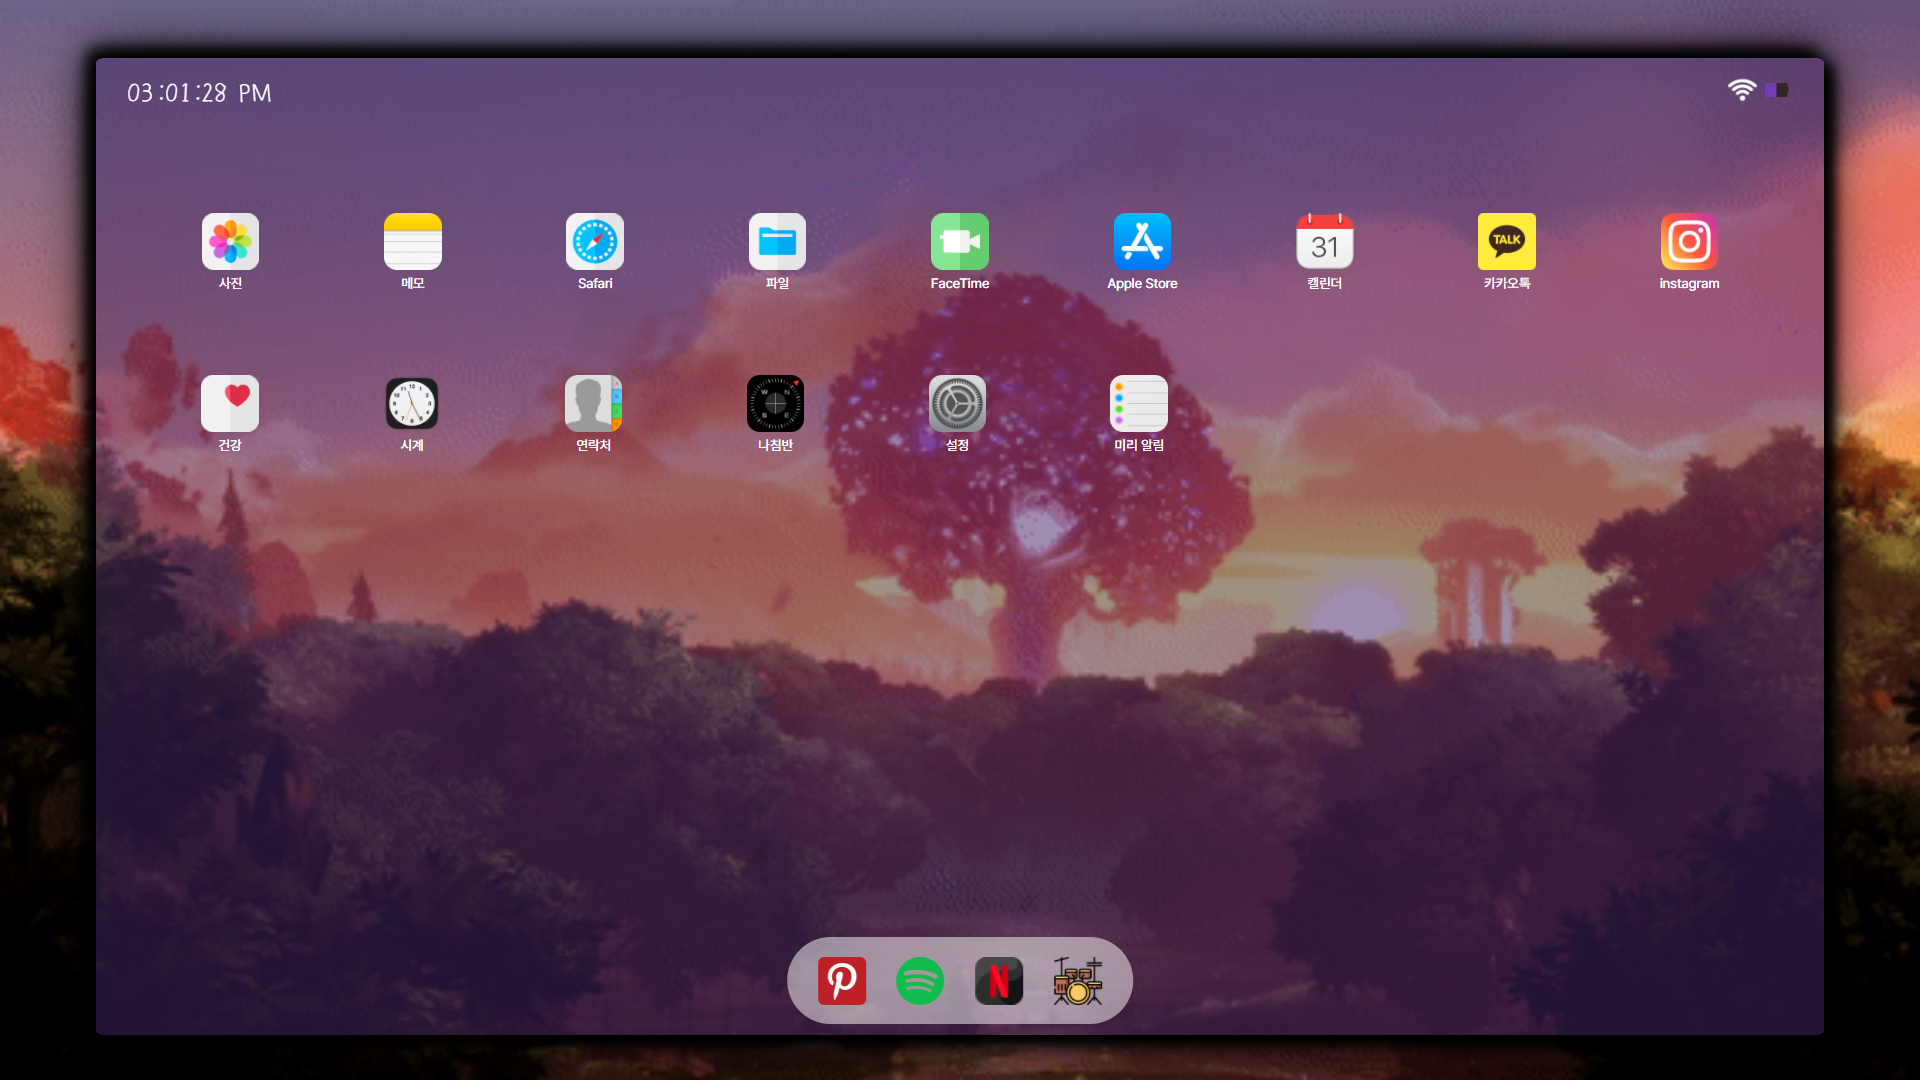 03:01:28 PM
사진
메모
Safari
파일
FaceTime
Apple Store
31
캘린더
TALK
카카오톡
instagram
건강
시계
연락처
나침반
설정
미리 알림